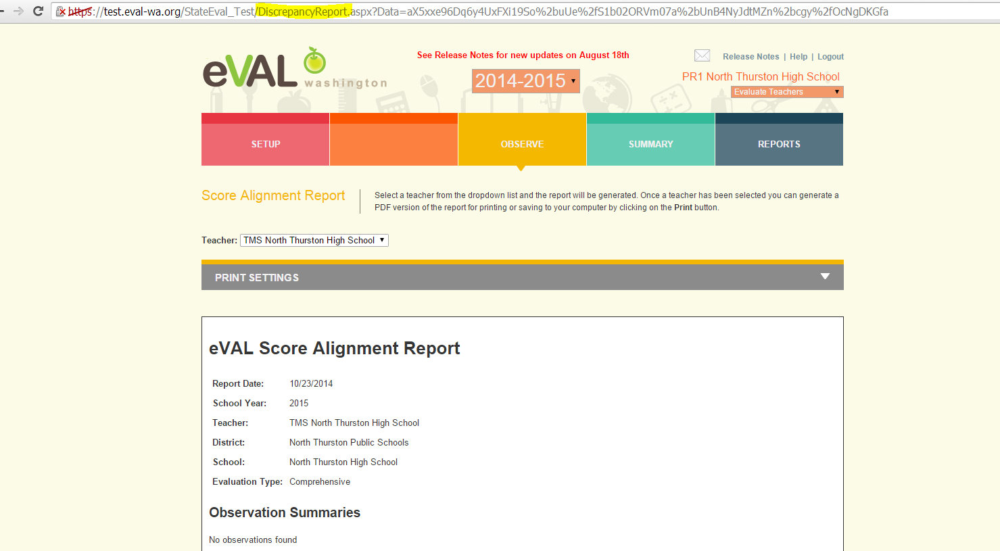 https://test.eval-wa.org/StateEval_Test/DiscrepancyReport.aspx?Data=aX5xxe96Dq6y4UxFXi19So%2buUe%2fS1b02ORVm07a%2bUnB4NyJdtMZn%2bcgy%2fOcNgDKGfa
eVAL washington
See Release Notes for new updates on August 18th
Release Notes | Help | Logout
2014-2015
PR1 North Thurston High School
Evaluate Teachers
SETUP
OBSERVE
SUMMARY
REPORTS
Score Alignment Report
Select a teacher from the dropdown list and the report will be generated. Once a teacher has been selected you can generate a
PDF version of the report for printing or saving to your computer by clicking on the Print button.
Teacher: TMS North Thurston High School
PRINT SETTINGS
eVAL Score Alignment Report
Report Date: 10/23/2014
School Year: 2015
Teacher: TMS North Thurston High School
District: North Thurston Public Schools
School: North Thurston High School
Evaluation Type: Comprehensive
Observation Summaries
No observations found